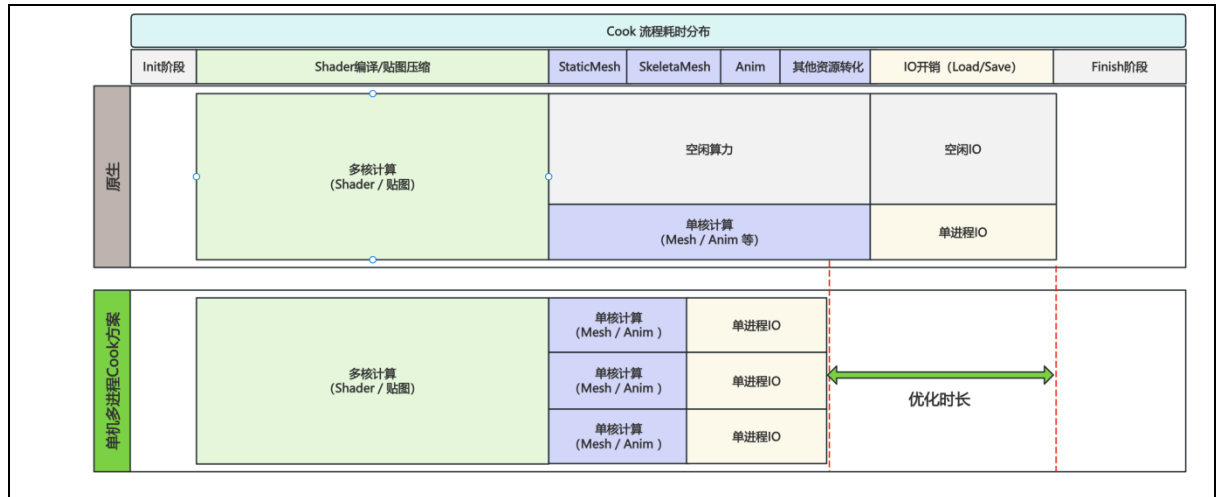 Cook 流程耗时分布
Init阶段
Shader编译/贴图压缩
StaticMesh
SkeletaMesh
Anim
其他资源转化
IO开销（Load/Save）
Finish阶段
原生
多核计算
（Shader / 贴图）
空闲算力
空闲IO
单核计算
（Mesh / Anim 等）
单进程IO
单机多进程Cook方案
多核计算
（Shader / 贴图）
单核计算
（Mesh / Anim ）
单进程IO
单核计算
（Mesh / Anim ）
单进程IO
单核计算
（Mesh / Anim ）
单进程IO
优化时长